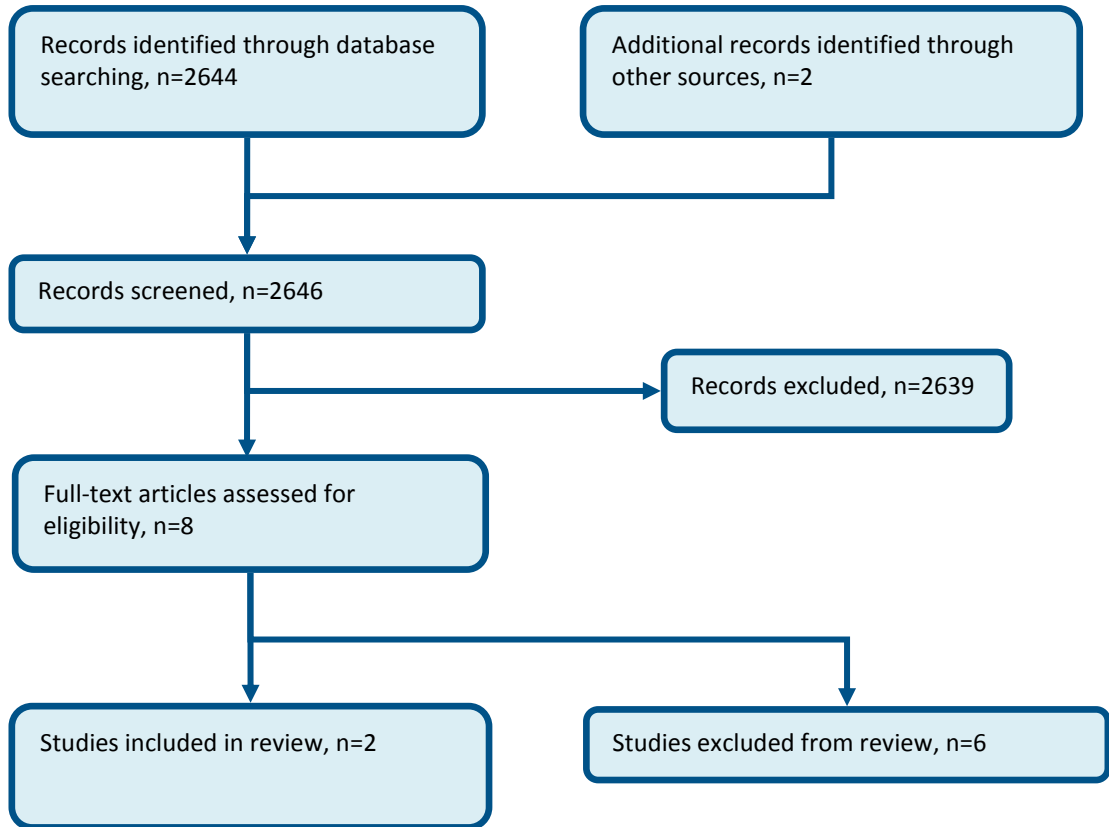 Records identified through database
searching, n=2644
Additional records identified through
other sources, n=2
Records screened, n=2646
Records excluded, n=2639
Full-text articles assessed for
eligibility, n=8
Studies included in review, n=2
Studies excluded from review, n=6